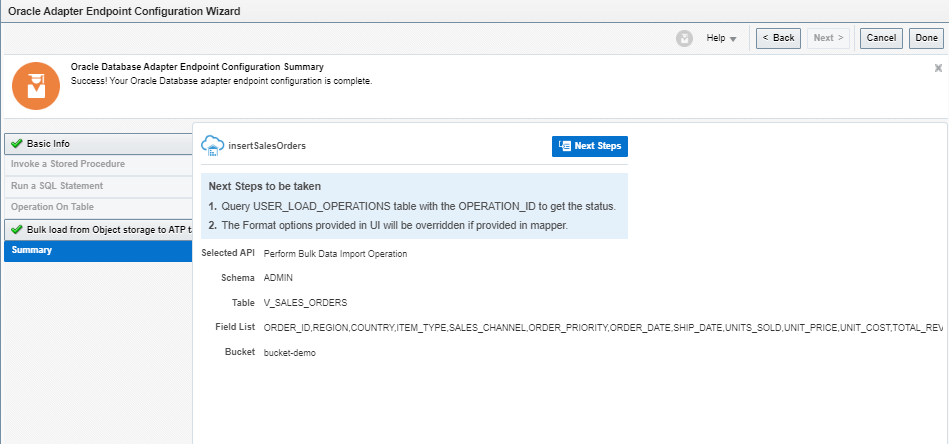 Oracle Adapter Endpoint Configuration Wizard
Help
< Back
Next >
Cancel
Done
Oracle Database Adapter Endpoint Configuration Summary
Success! Your Oracle Database adapter endpoint configuration is complete.
x
Basic Info
Invoke a Stored Procedure
Run a SQL Statement
Operation On Table
Bulk load from Object storage to ATP t
Summary
insertSalesOrders
Next Steps
Next Steps to be taken
1. Query USER_LOAD_OPERATIONS table with the OPERATION_ID to get the status.
2. The Format options provided in UI will be overridden if provided in mapper.
Selected API Perform Bulk Data Import Operation
Schema ADMIN
Table V_SALES_ORDERS
Field List ORDER_ID,REGION,COUNTRY,ITEM_TYPE,SALES_CHANNEL,ORDER_PRIORITY,ORDER_DATE,SHIP_DATE,UNITS_SOLD,UNIT_PRICE,UNIT_COST,TOTAL_REV
Bucket bucket-demo